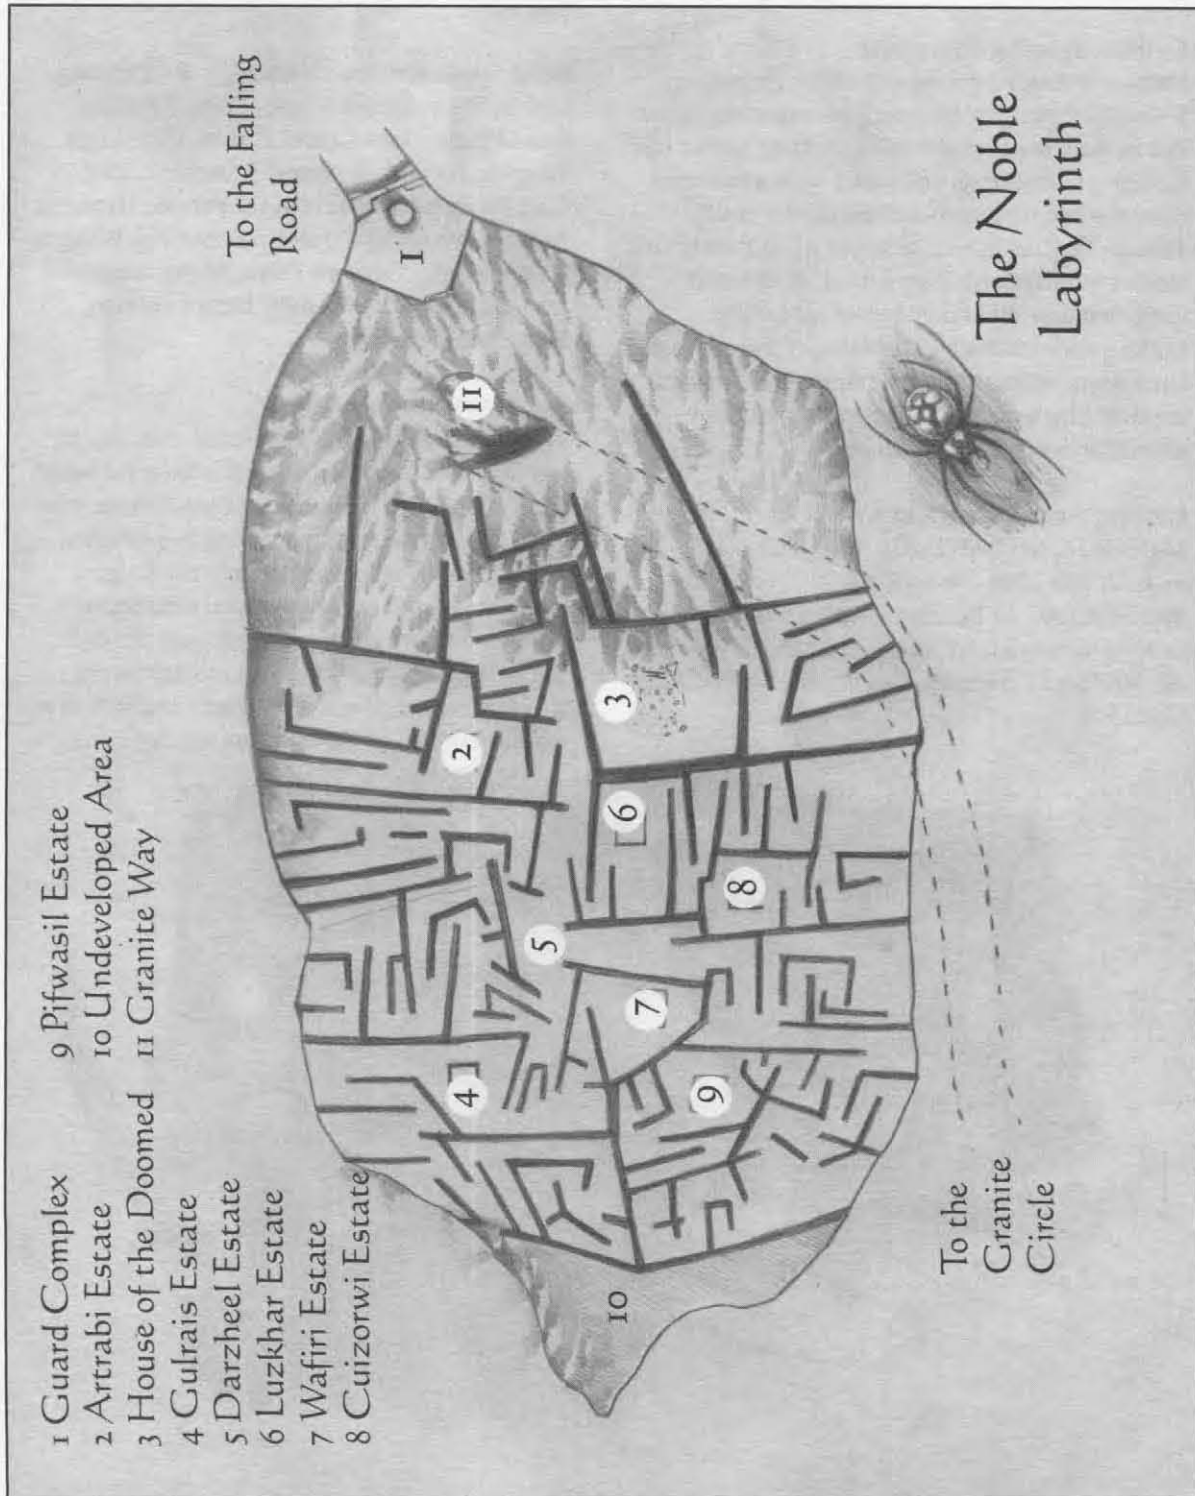 1 Guard Complex
2 Artrabi Estate
3 House of the Doomed
4 Gulrais Estate
5 Darzheel Estate
6 Luzkhar Estate
7 Wafiri Estate
8 Cuizorwi Estate
9 Pifwasil Estate
10 Undeveloped Area
11 Granite Way
To the Falling
Road
1
11
2
3
6
8
5
7
4
9
10
To the
Granite
Circle
The Noble
Labyrinth